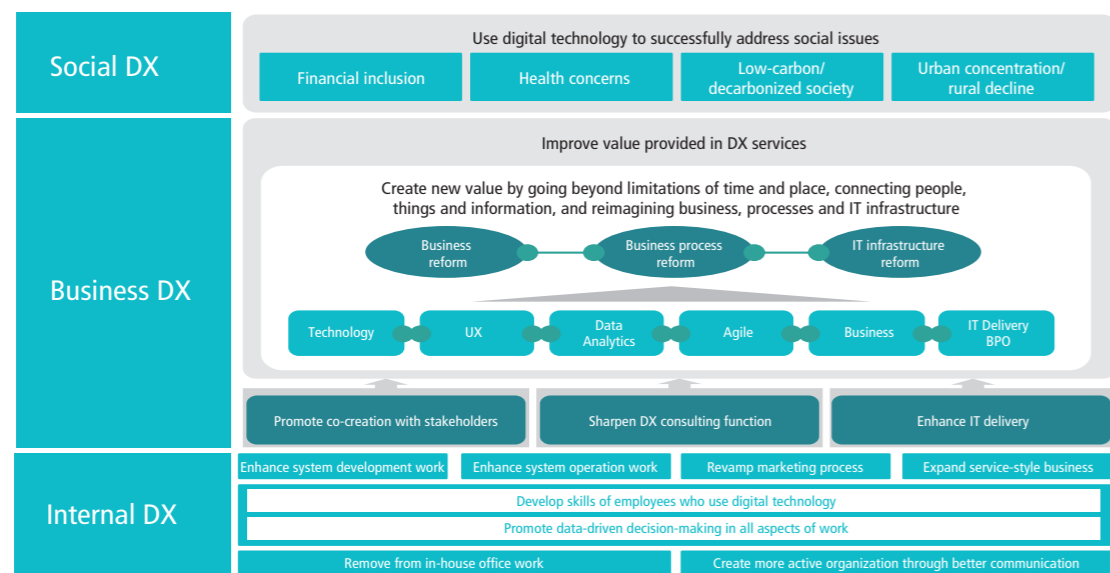 Social DX
Use digital technology to successfully address social issues
Financial inclusion
Health concerns
Low-carbon/
decarbonized society
Urban concentration/
rural decline
Business DX
Improve value provided in DX services
Create new value by going beyond limitations of time and place, connecting people,
things and information, and reimagining business, processes and IT infrastructure
Business
reform
Business process
reform
IT infrastructure
reform
Technology
UX
Data
Analytics
Agile
Business
IT Delivery
BPO
Promote co-creation with stakeholders
Sharpen DX consulting function
Enhance IT delivery
Internal DX
Enhance system development work
Enhance system operation work
Revamp marketing process
Expand service-style business
Develop skills of employees who use digital technology
Promote data-driven decision-making in all aspects of work
Remove from in-house office work
Create more active organization through better communication